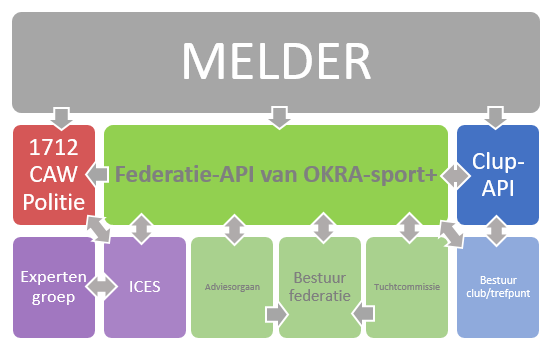 MELDER
1712
CAW
Politie
Federatie-API van OKRA-sport+
Clup-
API
Experten
groep
ICES
Adviesorgaan
Bestuur
federatie
Tuchtcommissie
Bestuur
club/trefpunt